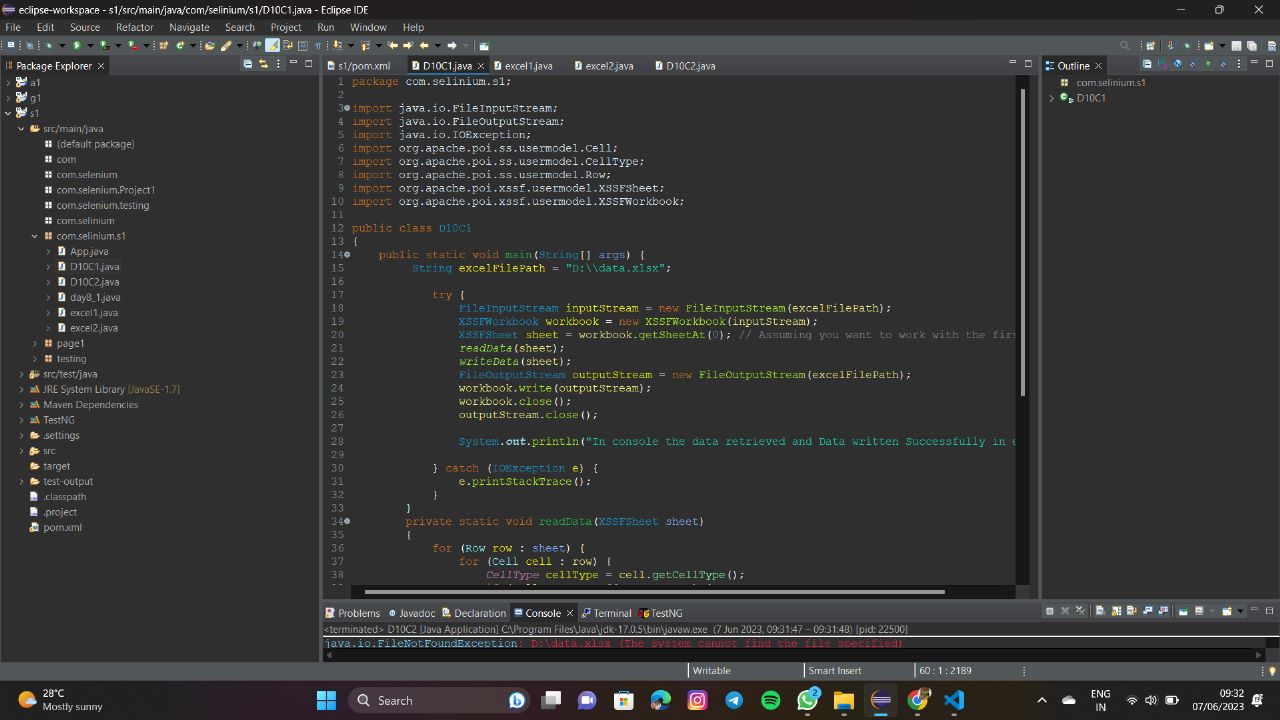 eclipse-workspace - s1/src/main/java/com/selinium/s1/D10C1.java - Eclipse IDE
File Edit Source Refactor Navigate Search Project Run Window Help
Package Explorer
a1
g1
s1
src/main/java
(default package)
com
com.selenium
com.selenium.Project1
com.selenium.testing
com.selinium
com.selinium.s1
App.java
D10C1.java
D10C2.java
day8_1.java
excel1.java
excel2.java
page1
testing
src/test/java
JRE System Library [JavaSE-1.7]
Maven Dependencies
TestNG
.settings
src
target
test-output
.classpath
.project
pom.xml
s1/pom.xml D10C1.java excel1.java excel2.java D10C2.java
1 package com.selinium.s1;
2
3 import java.io.FileInputStream;
4 import java.io.FileOutputStream;
5 import java.io.IOException;
6 import org.apache.poi.ss.usermodel.Cell;
7 import org.apache.poi.ss.usermodel.CellType;
8 import org.apache.poi.ss.usermodel.Row;
9 import org.apache.poi.xssf.usermodel.XSSFSheet;
10 import org.apache.poi.xssf.usermodel.XSSFWorkbook;
11
12 public class D10C1
13 {
14 public static void main(String[] args) {
15 String excelFilePath = "D:\\data.xlsx";
16
17 try {
18 FileInputStream inputStream = new FileInputStream(excelFilePath);
19 XSSFWorkbook workbook = new XSSFWorkbook(inputStream);
20 XSSFSheet sheet = workbook.getSheetAt(0); // Assuming you want to work with the firs
21 readData(sheet);
22 writeData(sheet);
23 FileOutputStream outputStream = new FileOutputStream(excelFilePath);
24 workbook.write(outputStream);
25 workbook.close();
26 outputStream.close();
27
28 System.out.println("In console the data retrieved and Data written Successfully in e
29
30 } catch (IOException e) {
31 e.printStackTrace();
32 }
33 }
34 private static void readData(XSSFSheet sheet)
35 {
36 for (Row row : sheet) {
37 for (Cell cell : row) {
38 CellType cellType = cell.getCellType();
Outline
com.selinium.s1
D10C1
Problems Javadoc Declaration Console Terminal TestNG
<terminated> D10C2 [Java Application] C:\Program Files\Java\jdk-17.0.5\bin\javaw.exe (7 Jun 2023, 09:31:47 – 09:31:48) [pid: 22500]
java.io.FileNotFoundException: D:\data.xlsx (The system cannot find the file specified)
Writable Smart Insert 60 : 1 : 2189
28°C
Mostly sunny
Search
2
ENG
IN
09:32
07/06/2023